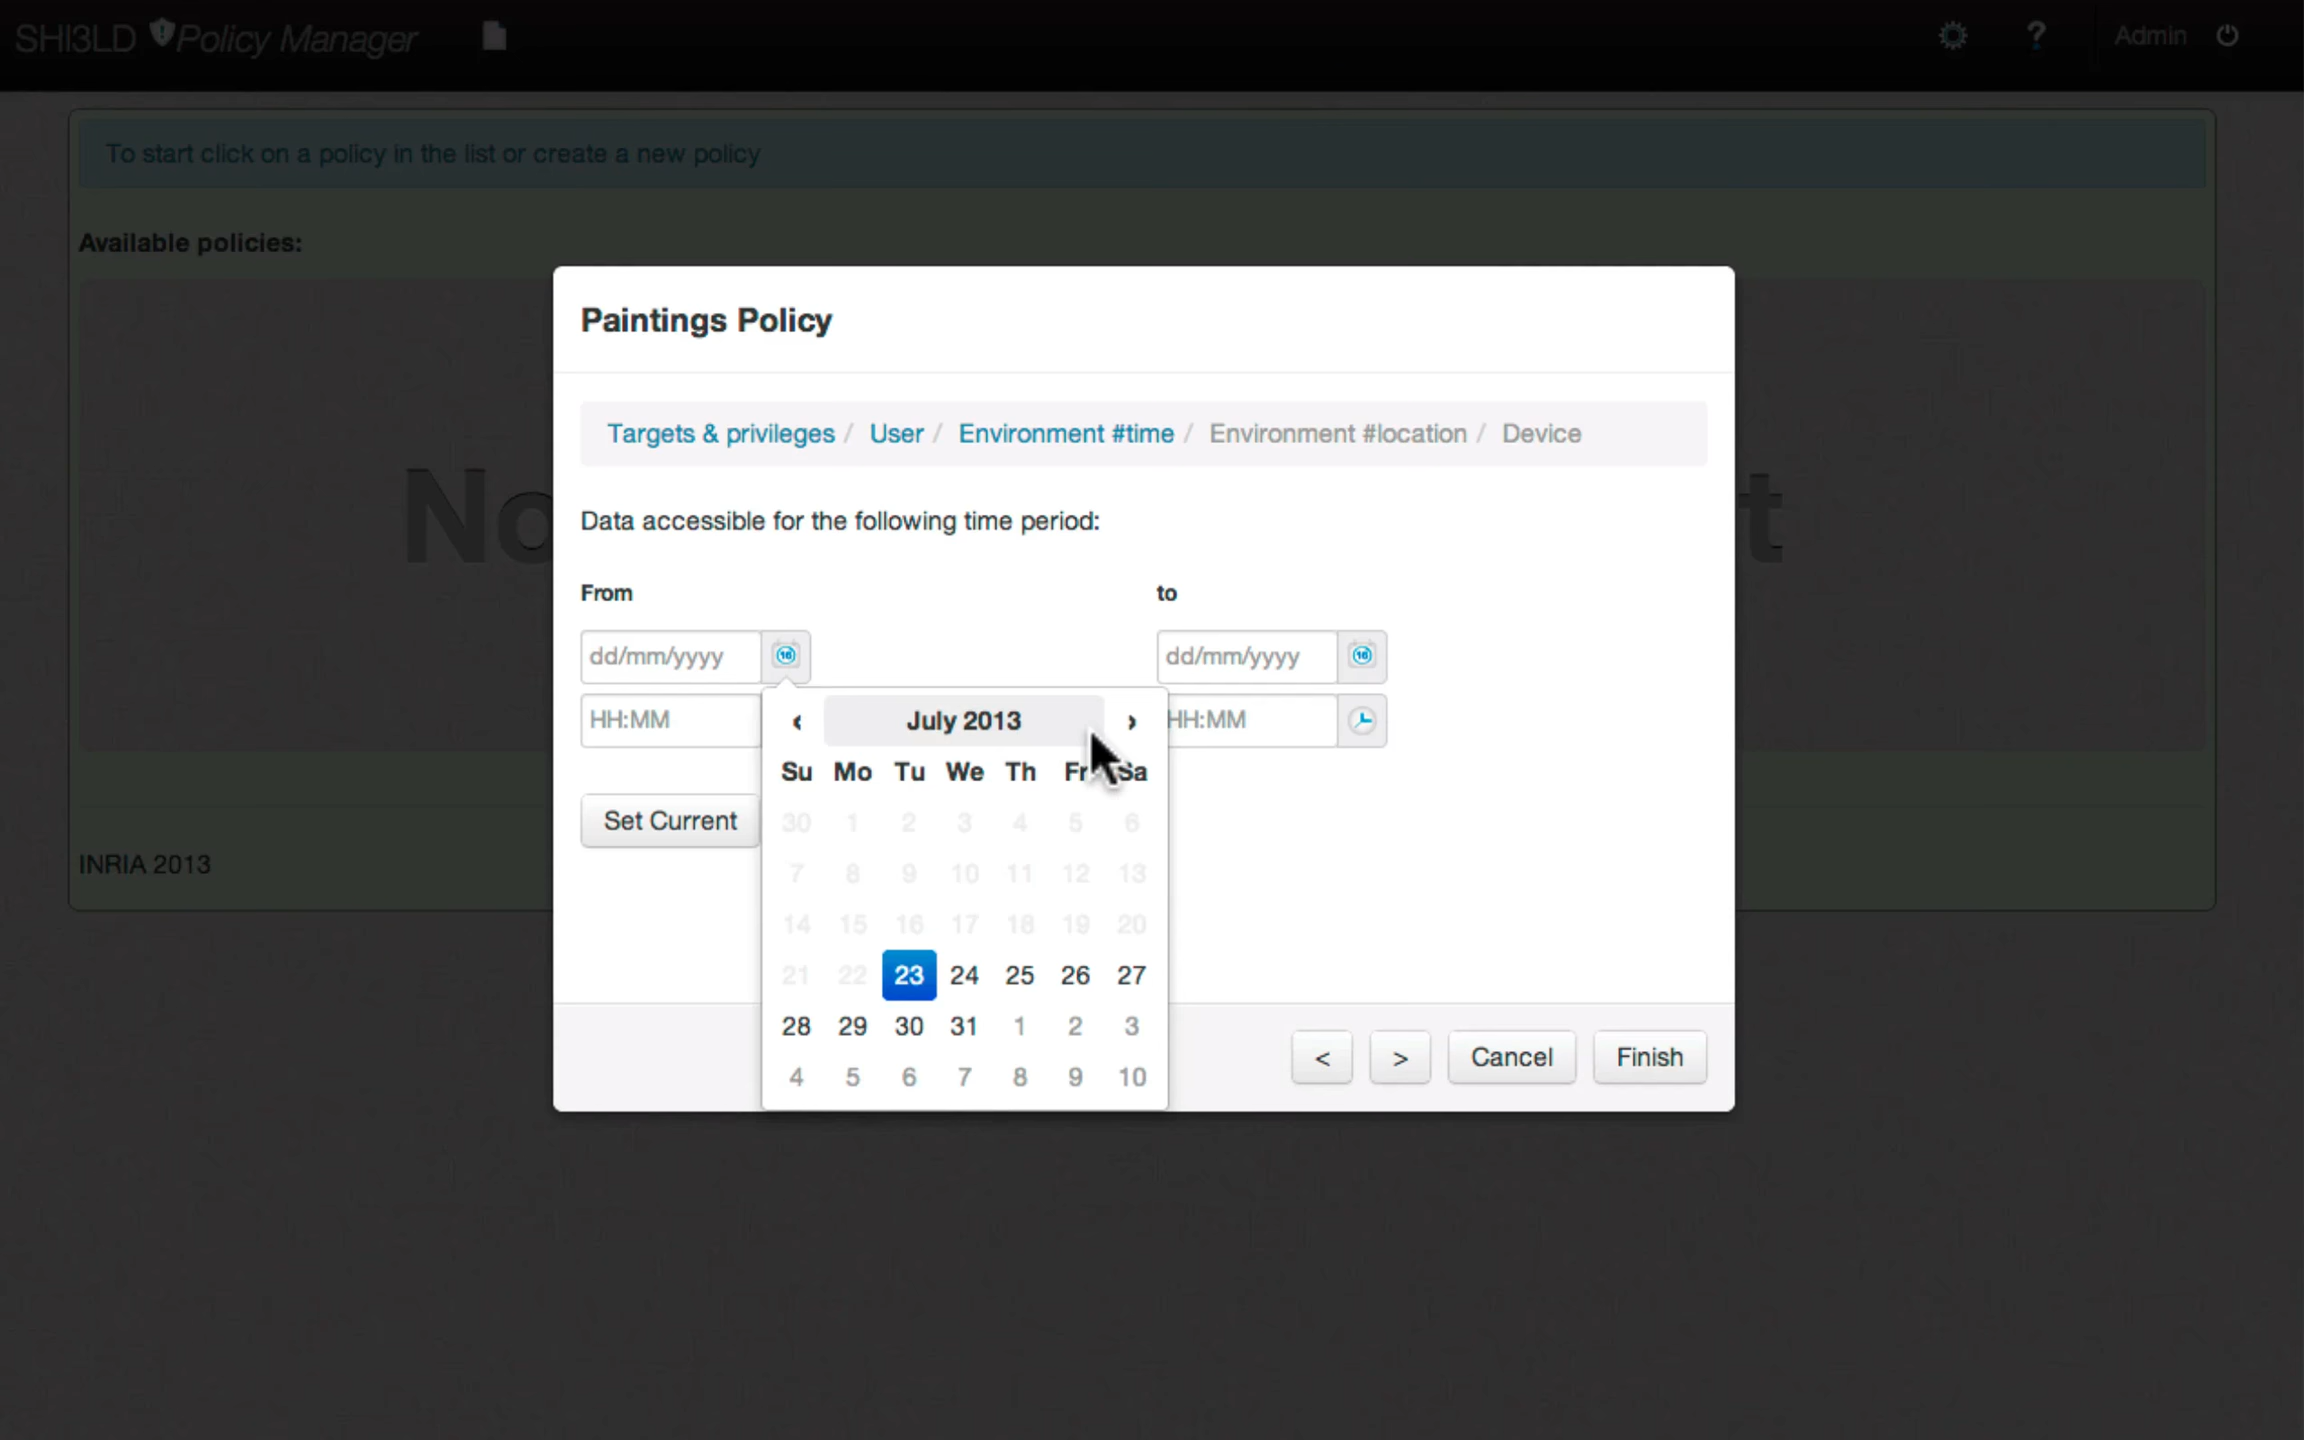 SHI3LD Policy Manager
? Admin
To start click on a policy in the list or create a new policy
Available policies:
No t
Paintings Policy
Targets & privileges / User / Environment #time / Environment #location / Device
Data accessible for the following time period:
From to
dd/mm/yyyy 16 dd/mm/yyyy 16
HH:MM HH:MM
‹ July 2013 ›
Su Mo Tu We Th Fr Sa
Set Current
30 1 2 3 4 5 6
7 8 9 10 11 12 13
14 15 16 17 18 19 20
21 22 23 24 25 26 27
28 29 30 31 1 2 3
4 5 6 7 8 9 10
INRIA 2013
< > Cancel Finish